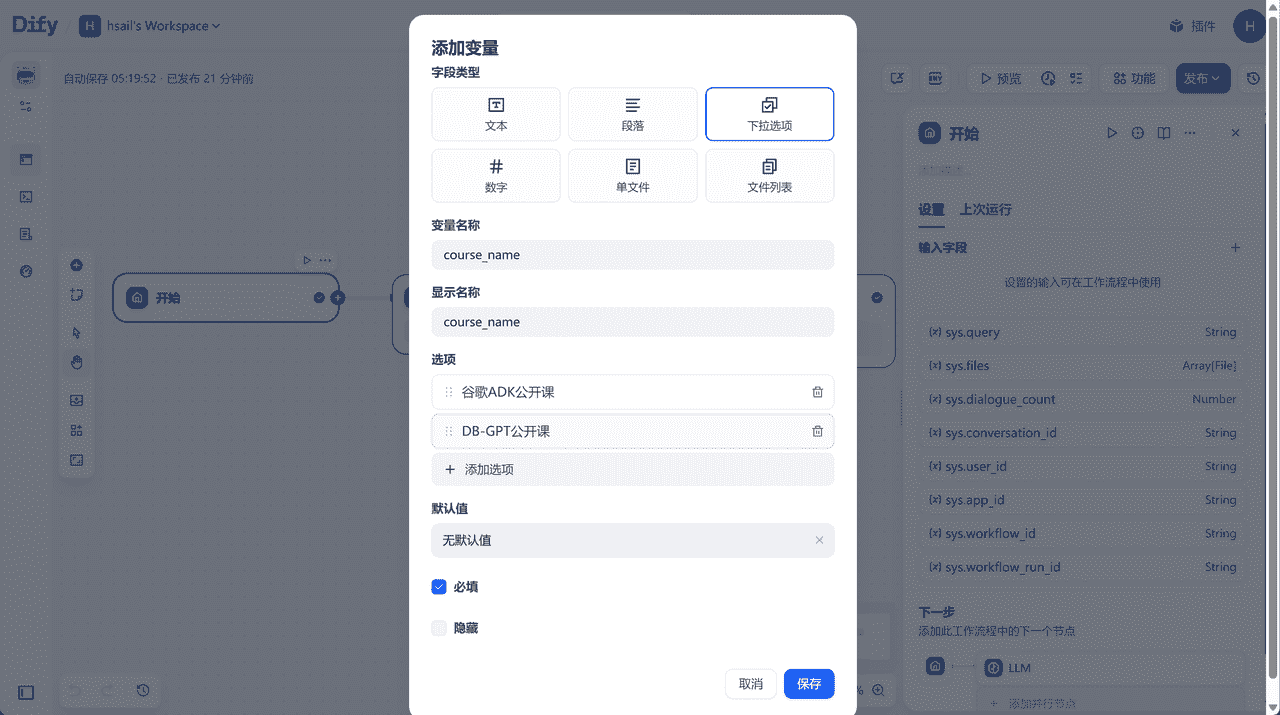 Dify / H hsail's Workspace
插件 H
自动保存 05:19:52 · 已发布 21 分钟前
预览 功能 发布
开始
开始
设置 上次运行
输入字段
设置的输入可在工作流程中使用
{x} sys.query String
{x} sys.files Array[File]
{x} sys.dialogue_count Number
{x} sys.conversation_id String
{x} sys.user_id String
{x} sys.app_id String
{x} sys.workflow_id String
{x} sys.workflow_run_id String
下一步
添加此工作流程中的下一个节点
LLM
+ 添加并行节点
添加变量
字段类型
文本 段落 下拉选项
数字 单文件 文件列表
变量名称
course_name
显示名称
course_name
选项
谷歌ADK公开课
DB-GPT公开课
+ 添加选项
默认值
无默认值
必填
隐藏
取消 保存